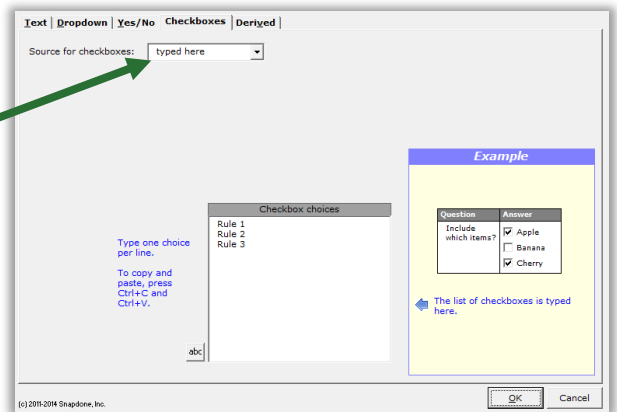 Text | Dropdown | Yes/No Checkboxes Derived
Source for checkboxes: typed here
Example
Checkbox choices
Rule 1
Rule 2
Rule 3
Type one choice
per line.
To copy and
paste, press
Ctrl+C and
Ctrl+V.
abc
Question Answer
Include
which items?
Apple
Banana
Cherry
The list of checkboxes is typed
here.
(c) 2011-2014 Snapdone, Inc.
OK Cancel